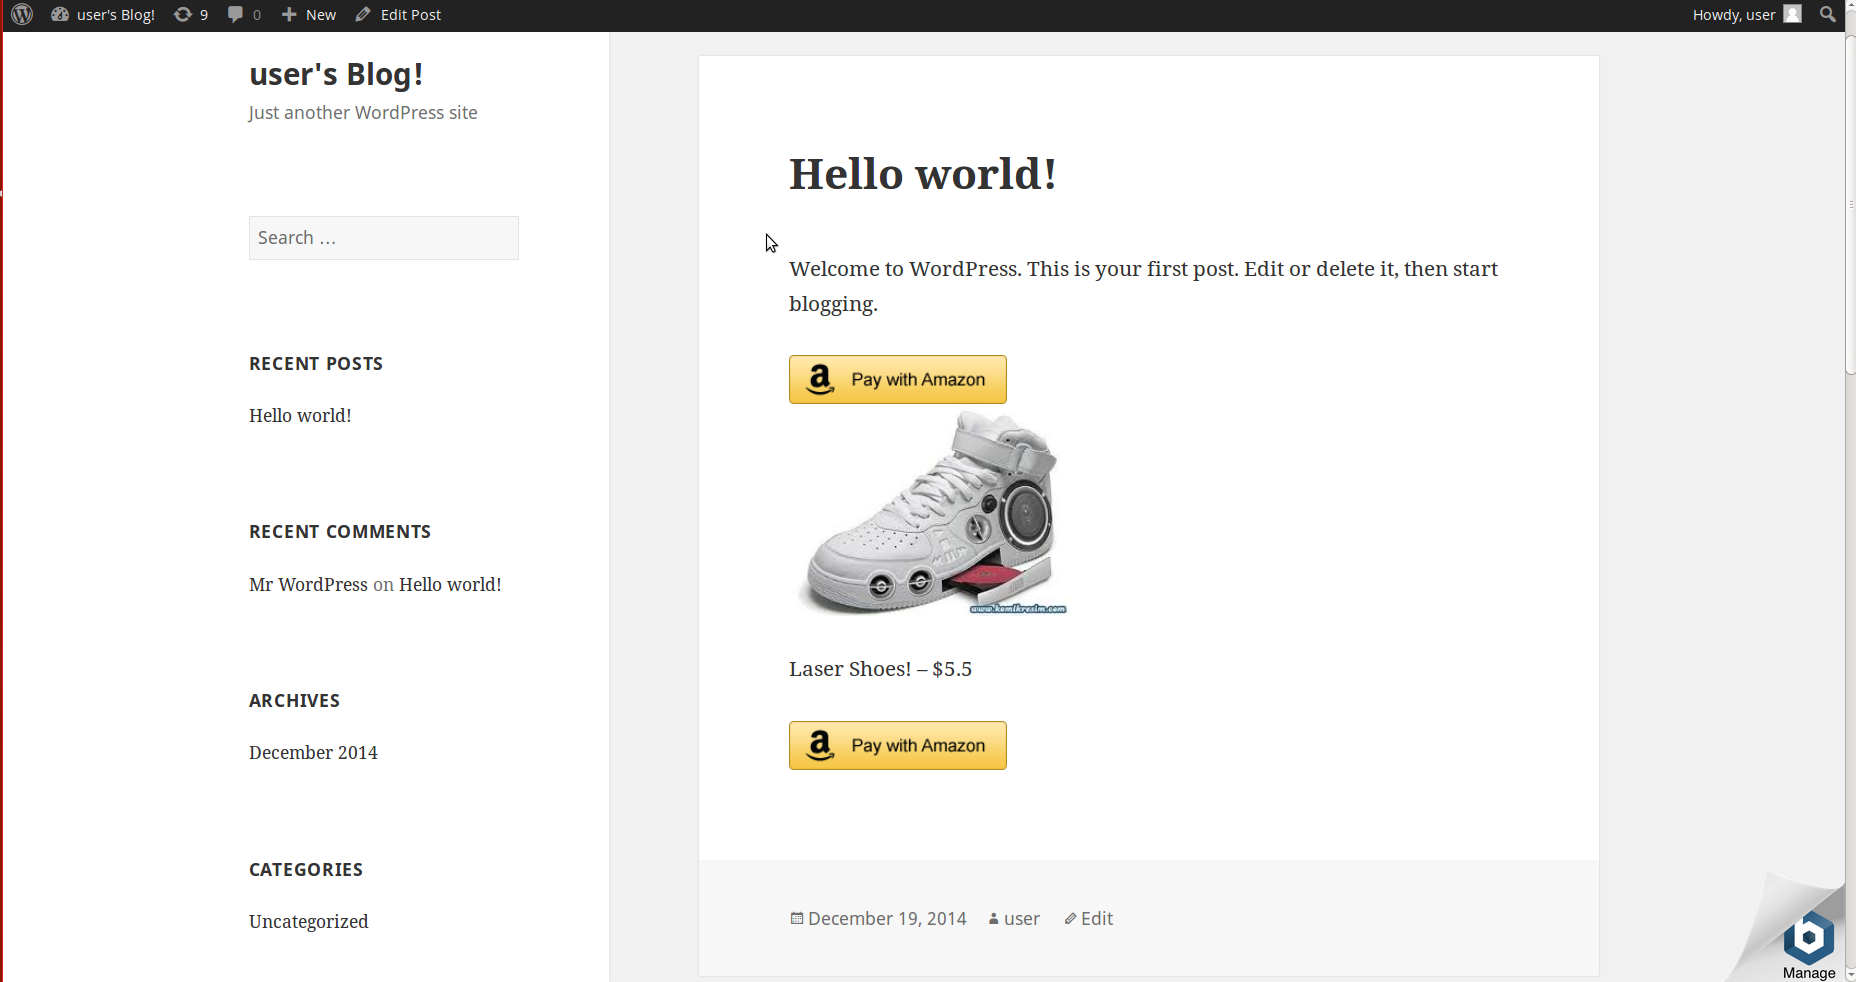 user's Blog!
9
0
New
Edit Post
Howdy, user
user's Blog!
Just another WordPress site
Search …
RECENT POSTS
Hello world!
RECENT COMMENTS
Mr WordPress on Hello world!
ARCHIVES
December 2014
CATEGORIES
Uncategorized
Hello world!
Welcome to WordPress. This is your first post. Edit or delete it, then start
blogging.
Pay with Amazon
www.komikresim.com
Laser Shoes! – $5.5
Pay with Amazon
December 19, 2014
user
Edit
Manage